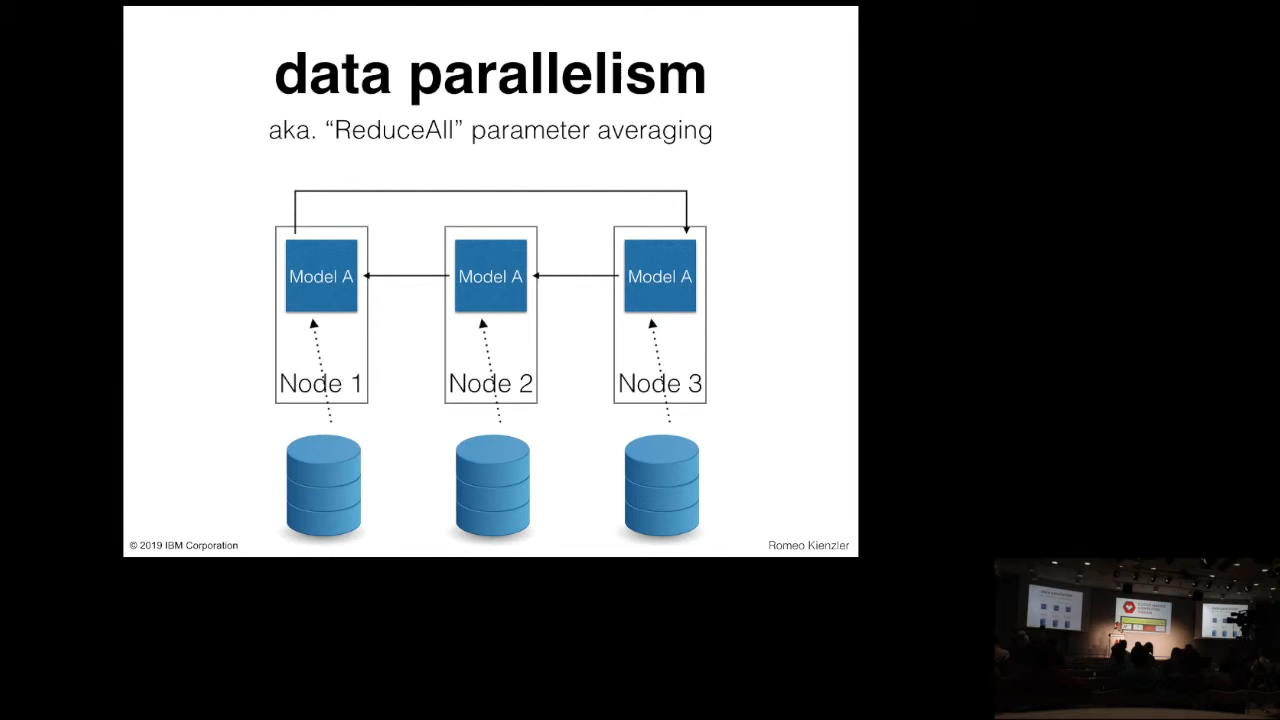 data parallelism
aka. “ReduceAll” parameter averaging
Model A
Model A
Model A
Node 1
Node 2
Node 3
© 2019 IBM Corporation
Romeo Kienzler